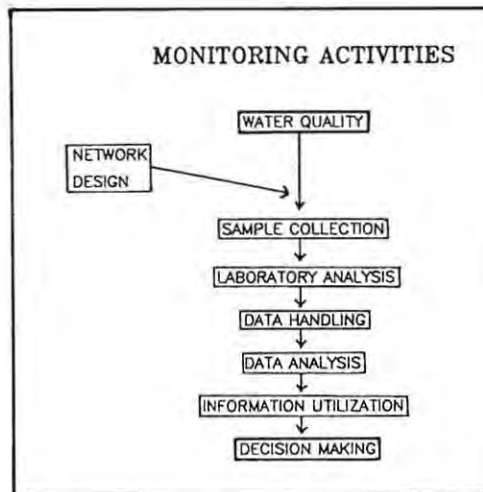 MONITORING ACTIVITIES
WATER QUALITY
NETWORK
DESIGN
SAMPLE COLLECTION
LABORATORY ANALYSIS
DATA HANDLING
DATA ANALYSIS
INFORMATION UTILIZATION
DECISION MAKING